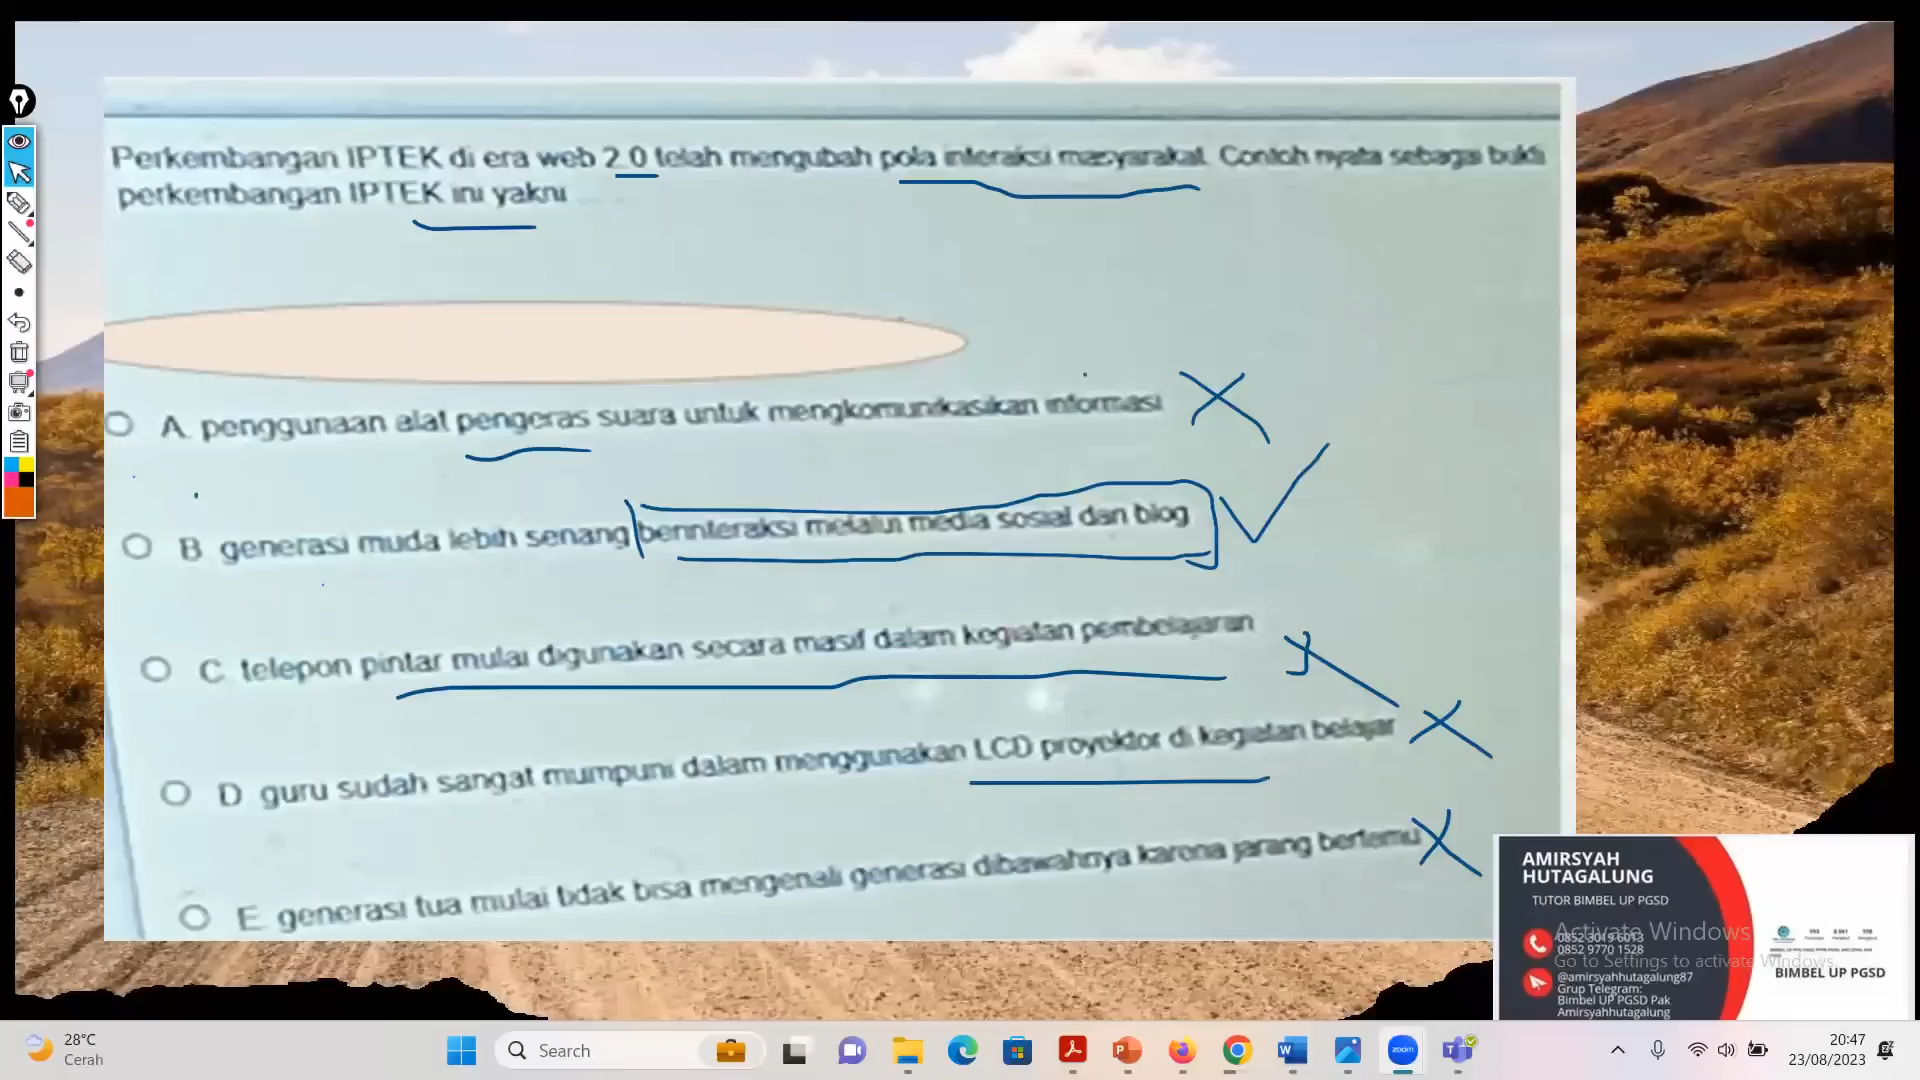 Perkembangan IPTEK di era web 2.0 telah mengubah pola interaksi masyarakat. Contoh nyata sebagai bukti
perkembangan IPTEK ini yakni
A. penggunaan alat pengeras suara untuk mengkomunikasikan informasi
B. generasi muda lebih senang berinteraksi melalui media sosial dan blog
C. telepon pintar mulai digunakan secara masif dalam kegiatan pembelajaran
D. guru sudah sangat mumpuni dalam menggunakan LCD proyektor di kegiatan belajar
E. generasi tua mulai tidak bisa mengenali generasi dibawahnya karena jarang bertemu
AMIRSYAH
HUTAGALUNG
TUTOR BIMBEL UP PGSD
0852 3019 6013
0852 9770 1528
@amirsyahhutagalung87
Grup Telegram:
Bimbel UP PGSD Pak
Amirsyahhutagalung
BIMBEL UP PGSD
Activate Windows
Go to Settings to activate Windows.
28°C
Cerah
Search
zoom
20:47
23/08/2023